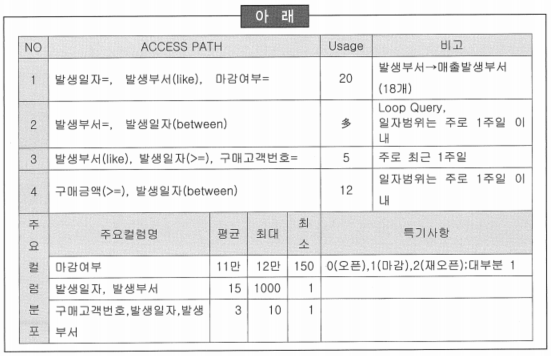 아 래
NO ACCESS PATH Usage 비고
1 발생일자=, 발생부서(like), 마감여부= 20 발생부서→매출발생부서
(18개)
2 발생부서=, 발생일자(between) 多 Loop Query,
일자범위는 주로 1주일 이
내
3 발생부서(like), 발생일자(>=), 구매고객번호= 5 주로 최근 1주일
4 구매금액(>=), 발생일자(between) 12 일자범위는 주로 1주일 이
내
주
요
컬
럼
분
포
주요컬럼명 평균 최대 최
소 특기사항
마감여부 11만 12만 150 0(오픈),1(마감),2(재오픈);대부분 1
발생일자, 발생부서 15 1000 1
구매고객번호,발생일자,발생 3 10 1
부서